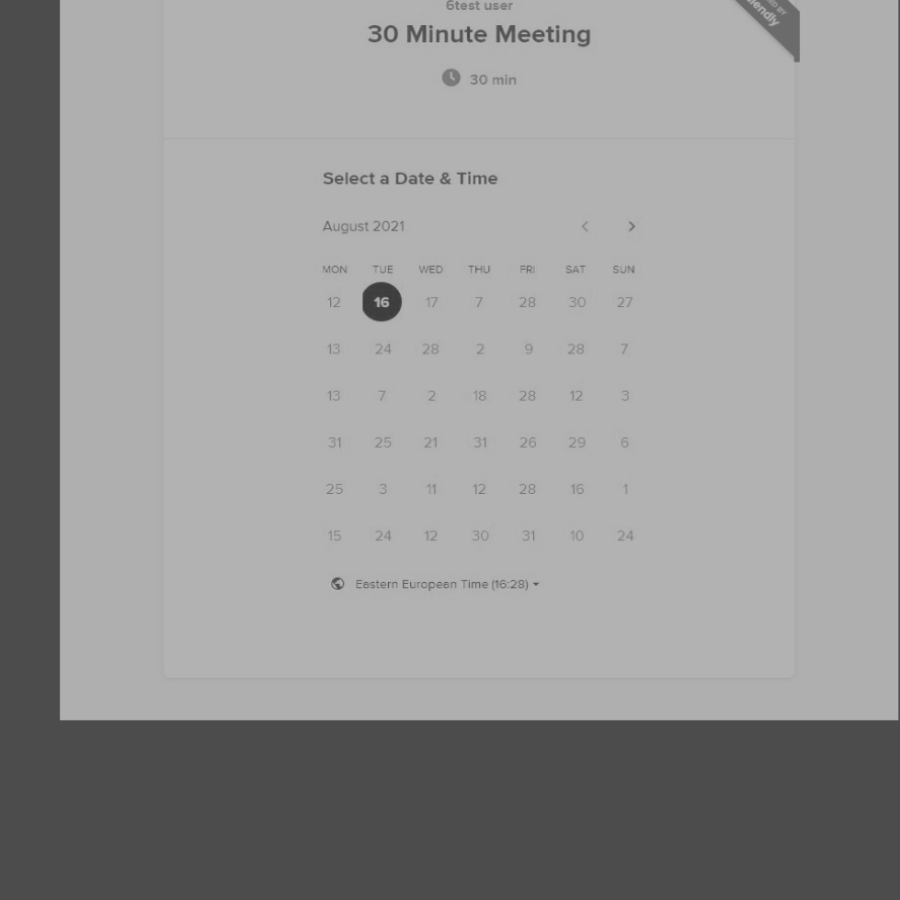 6test user
30 Minute Meeting
30 min
Select a Date & Time
August 2021
MON TUE WED THU FRI SAT SUN
12 16 17 7 28 30 27
13 24 28 2 9 28 7
13 7 2 18 28 12 3
31 25 21 31 26 29 6
25 3 11 12 28 16 1
15 24 12 30 31 10 24
Eastern European Time (16:28)